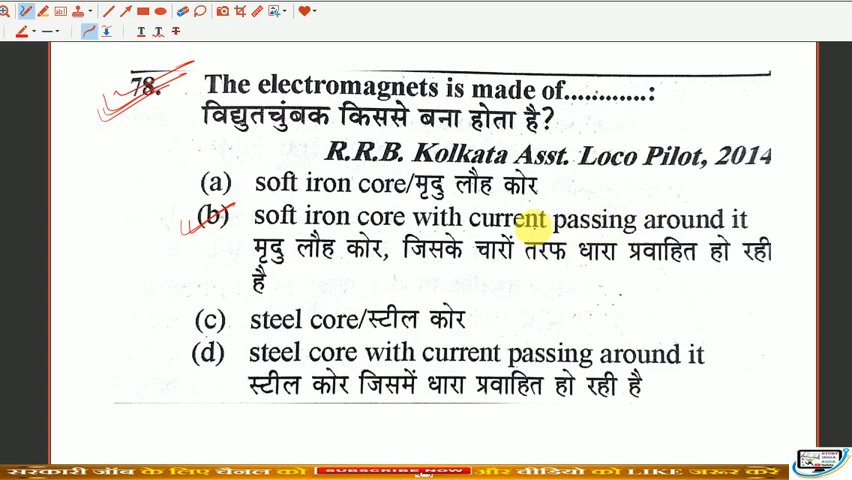 78. The electromagnets is made of.............:
विद्युतचुंबक किससे बना होता है?
R.R.B. Kolkata Asst. Loco Pilot, 2014
(a) soft iron core/मृदु लौह कोर
(b) soft iron core with current passing around it
मृदु लौह कोर, जिसके चारों तरफ धारा प्रवाहित हो रही
है
(c) steel core/स्टील कोर
(d) steel core with current passing around it
स्टील कोर जिसमें धारा प्रवाहित हो रही है
सरकारी जॉब के लिए चैनल को SUBSCRIBE NOW और वीडियो को LIKE जरूर करें